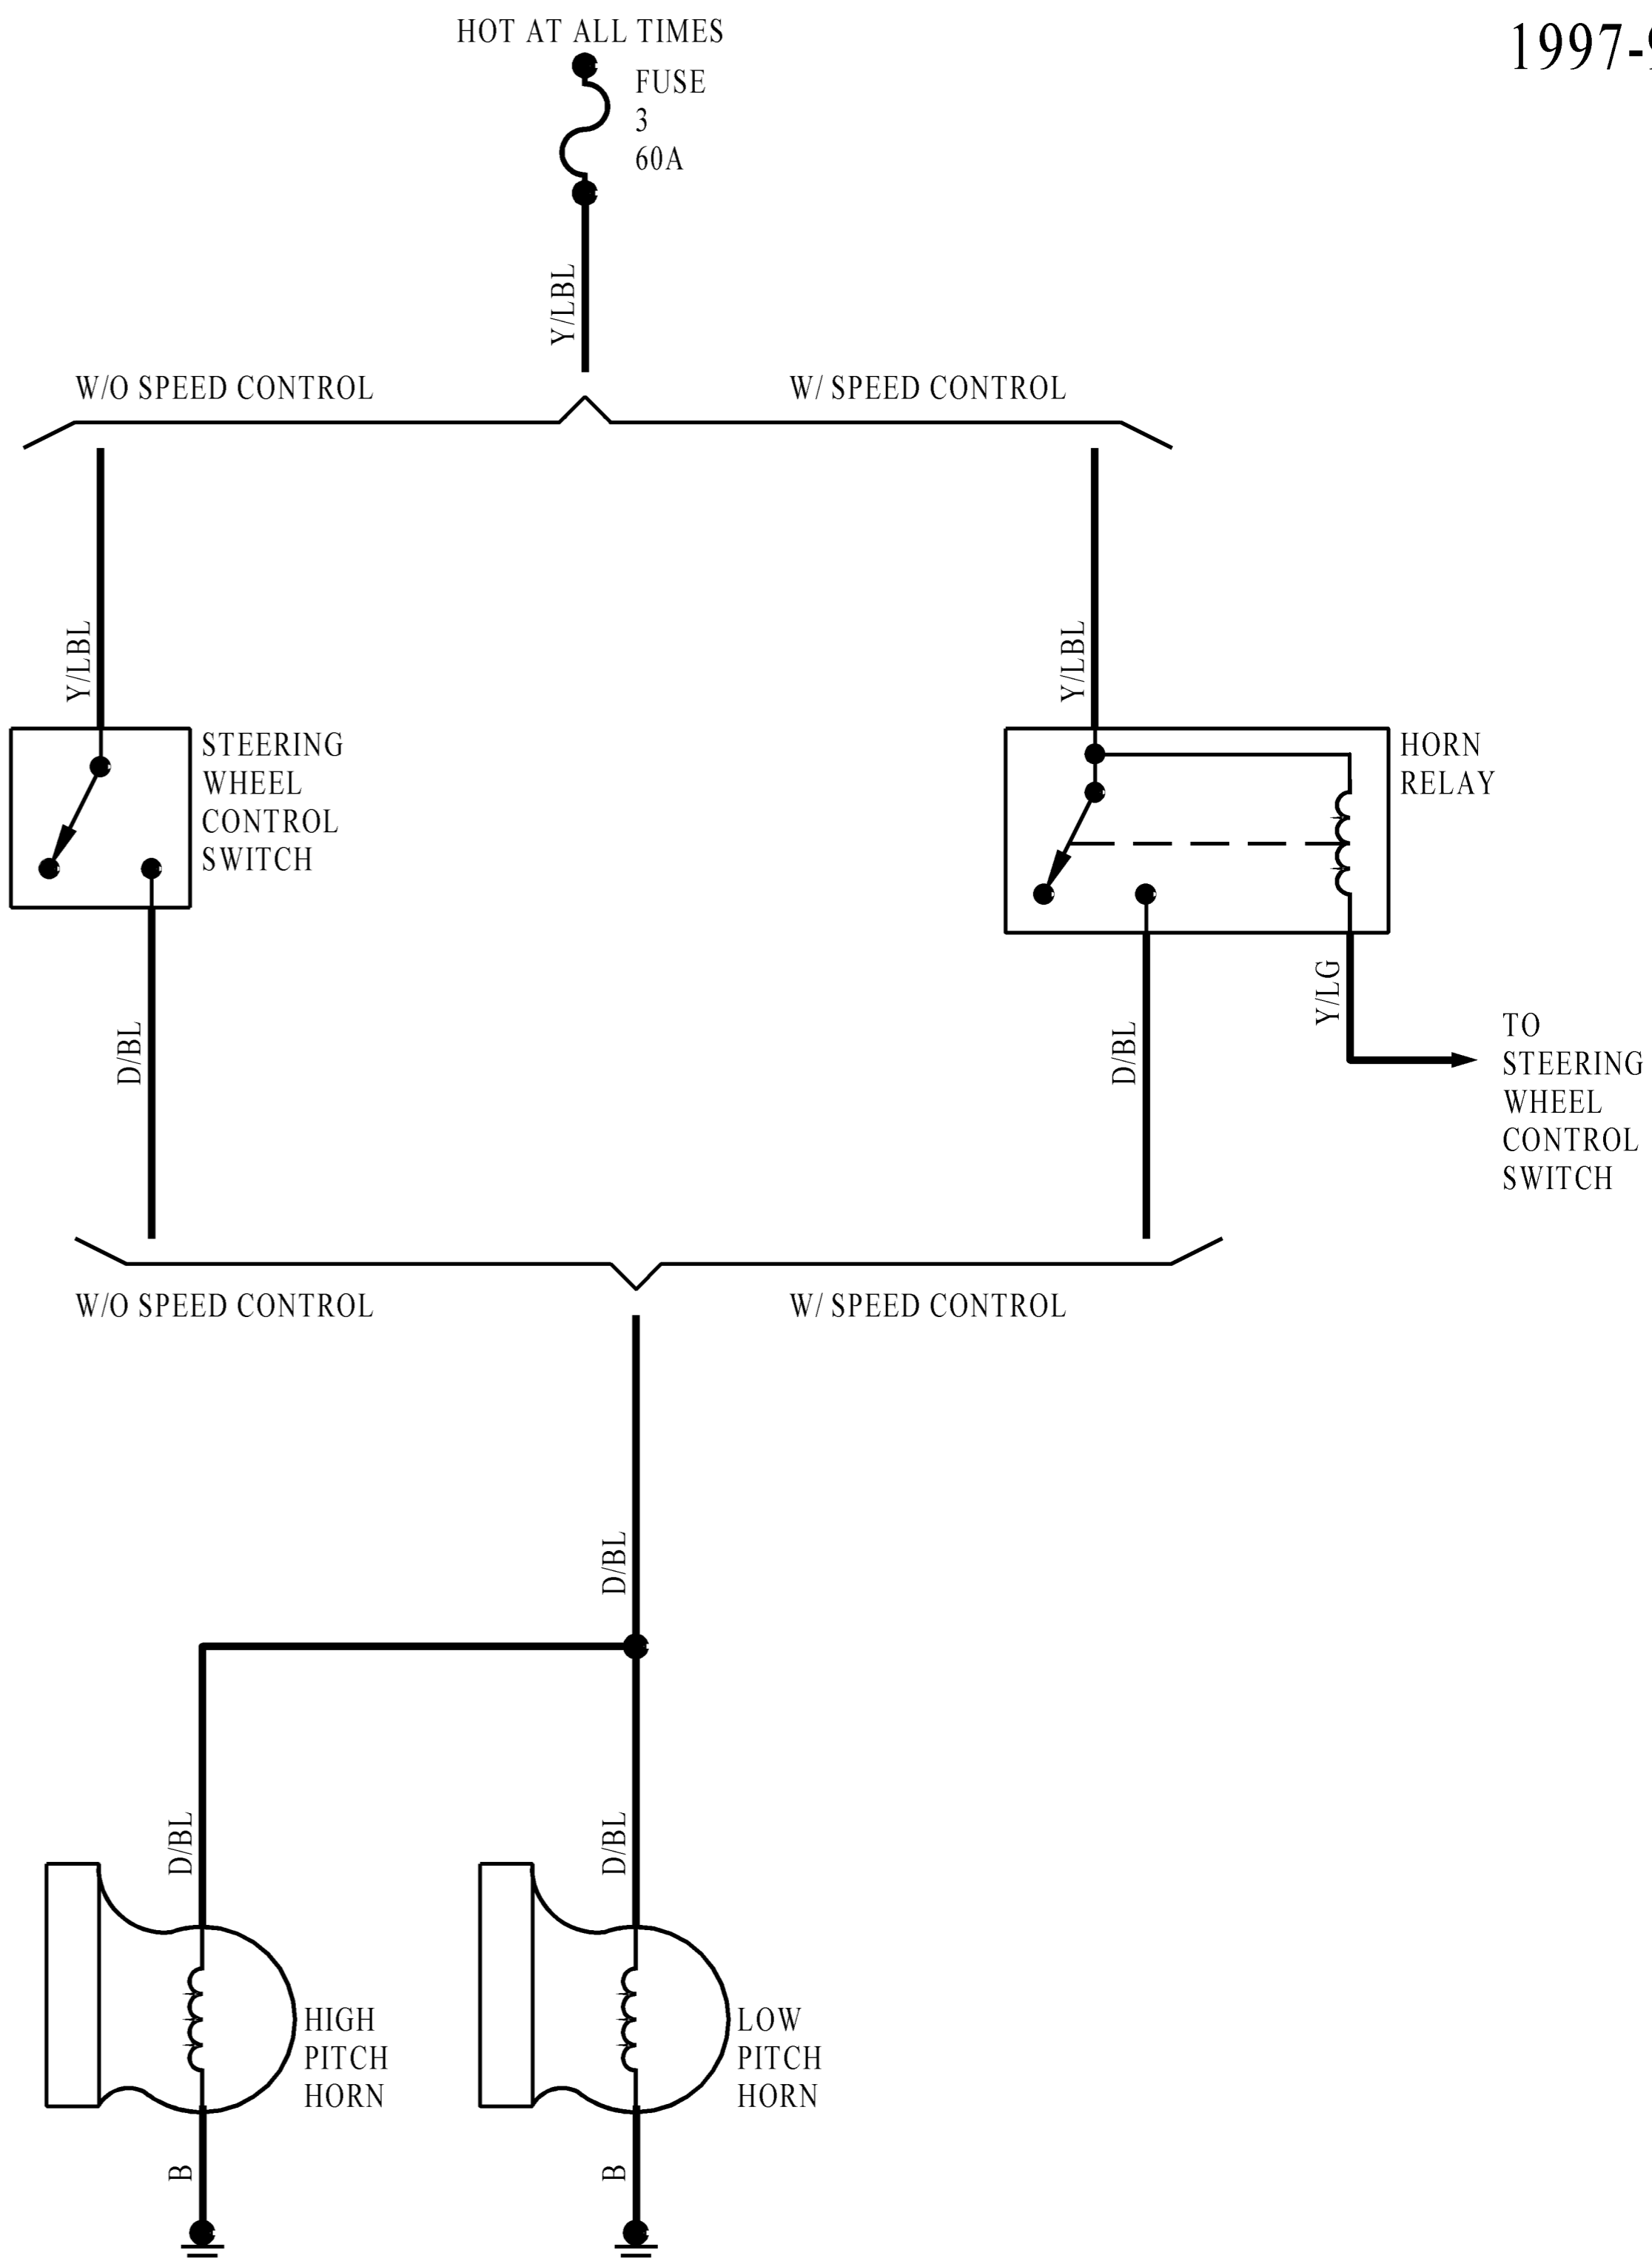 HOT AT ALL TIMES
1997-
FUSE
3
60A
Y/LBL
W/O SPEED CONTROL
W/ SPEED CONTROL
Y/LBL
Y/LBL
STEERING
WHEEL
CONTROL
SWITCH
HORN
RELAY
D/BL
D/BL
Y/LG
TO
STEERING
WHEEL
CONTROL
SWITCH
W/O SPEED CONTROL
W/ SPEED CONTROL
D/BL
D/BL
D/BL
HIGH
PITCH
HORN
LOW
PITCH
HORN
B
B